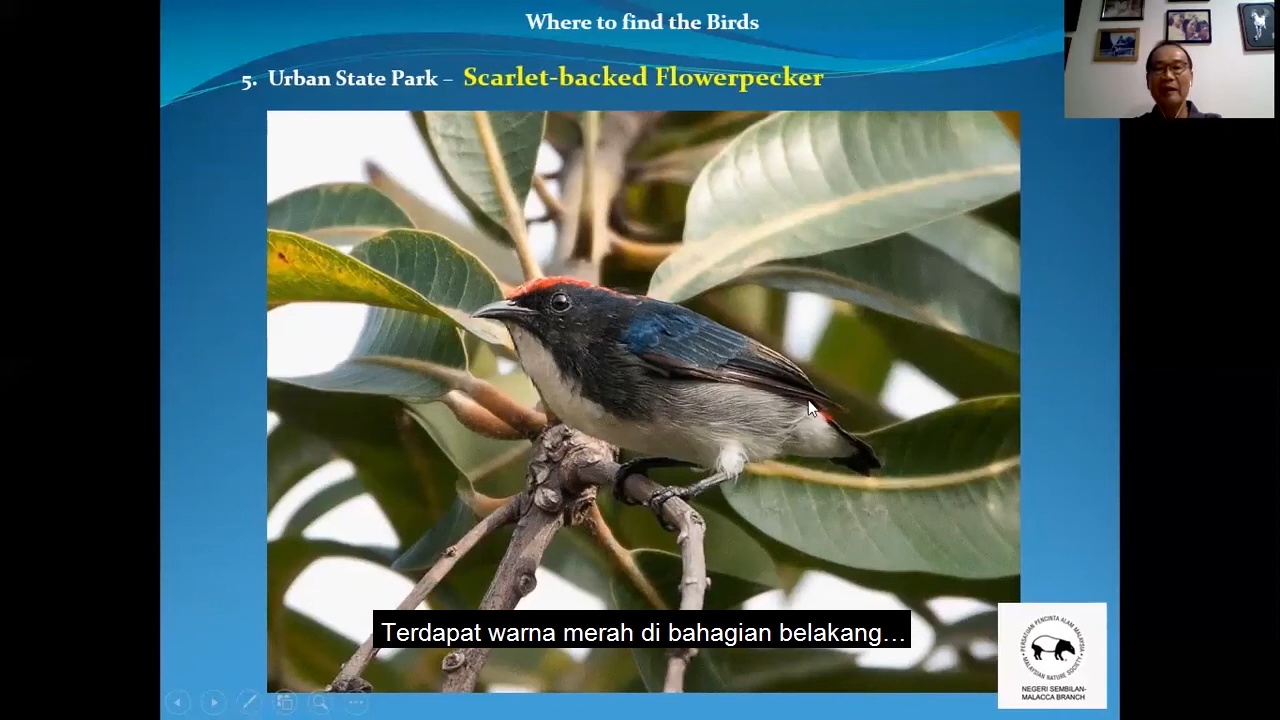 Where to find the Birds
5. Urban State Park – Scarlet-backed Flowerpecker
Terdapat warna merah di bahagian belakang…
PERSATUAN PENCINTA ALAM MALAYSIA
MALAYSIAN NATURE SOCIETY
NEGERI SEMBILAN-
MALACCA BRANCH